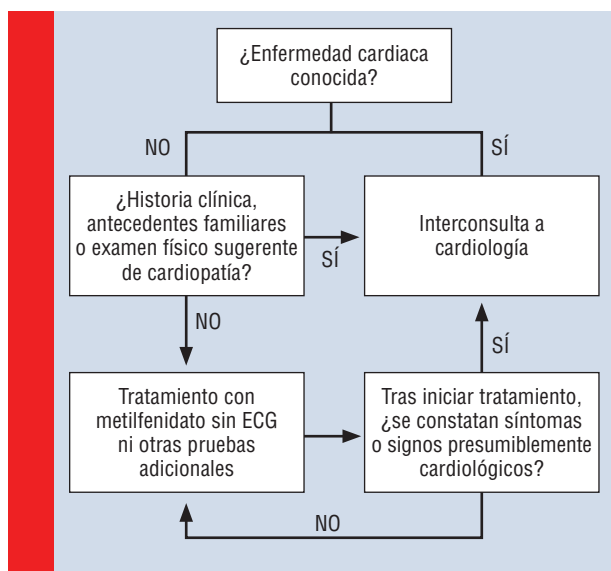 ¿Enfermedad cardiaca
conocida?
NO
SÍ
¿Historia clínica,
antecedentes familiares
o examen físico sugerente
de cardiopatía?
SÍ
Interconsulta a
cardiología
NO
SÍ
Tratamiento con
metilfenidato sin ECG
ni otras pruebas
adicionales
Tras iniciar tratamiento,
¿se constatan síntomas
o signos presumiblemente
cardiológicos?
NO